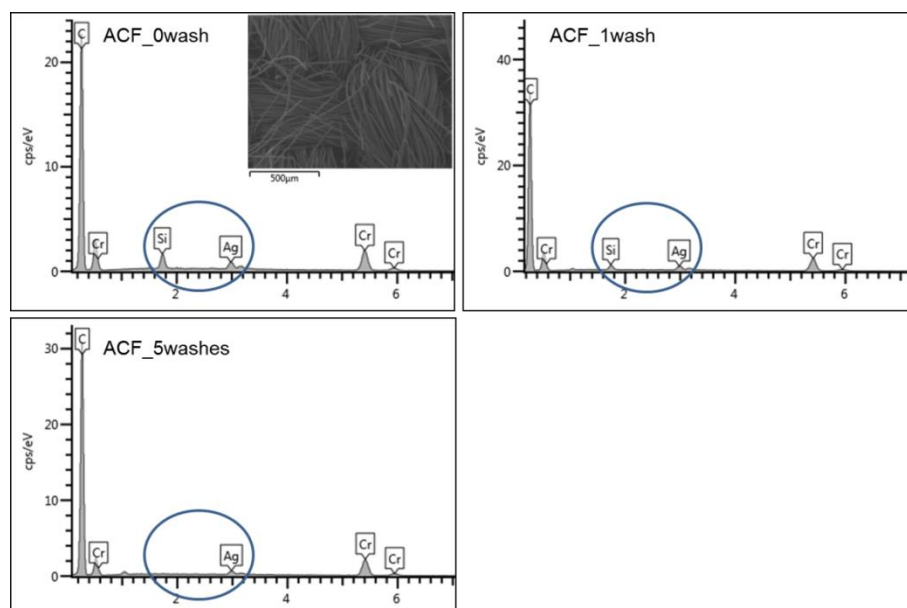 ACF_0wash
C
20
10
0
cps/eV
Cr
Si
Ag
Cr
Cr
2
4
6
500µm
ACF_1wash
C
40
20
0
cps/eV
Cr
Si
Ag
Cr
Cr
2
4
6
ACF_5washes
C
30
20
10
0
cps/eV
Cr
Ag
Cr
Cr
2
4
6